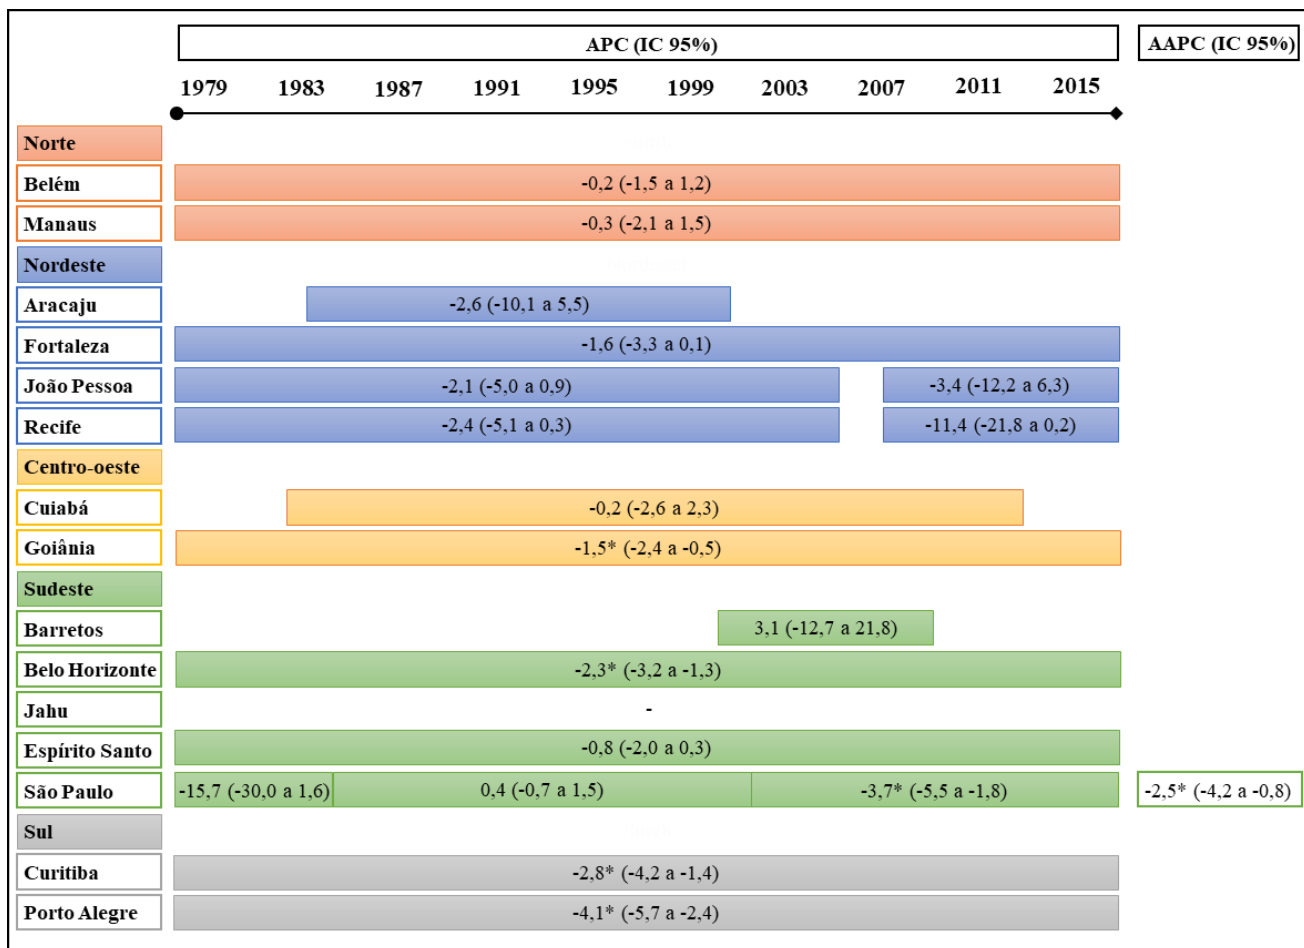 APC (IC 95%) AAPC (IC 95%)
1979 1983 1987 1991 1995 1999 2003 2007 2011 2015
Norte
Belém -0,2 (-1,5 a 1,2)
Manaus -0,3 (-2,1 a 1,5)
Nordeste
Aracaju -2,6 (-10,1 a 5,5)
Fortaleza -1,6 (-3,3 a 0,1)
João Pessoa -2,1 (-5,0 a 0,9) -3,4 (-12,2 a 6,3)
Recife -2,4 (-5,1 a 0,3) -11,4 (-21,8 a 0,2)
Centro-oeste
Cuiabá -0,2 (-2,6 a 2,3)
Goiânia -1,5* (-2,4 a -0,5)
Sudeste
Barretos 3,1 (-12,7 a 21,8)
Belo Horizonte -2,3* (-3,2 a -1,3)
Jahu -
Espírito Santo -0,8 (-2,0 a 0,3)
São Paulo -15,7 (-30,0 a 1,6) 0,4 (-0,7 a 1,5) -3,7* (-5,5 a -1,8) -2,5* (-4,2 a -0,8)
Sul
Curitiba -2,8* (-4,2 a -1,4)
Porto Alegre -4,1* (-5,7 a -2,4)